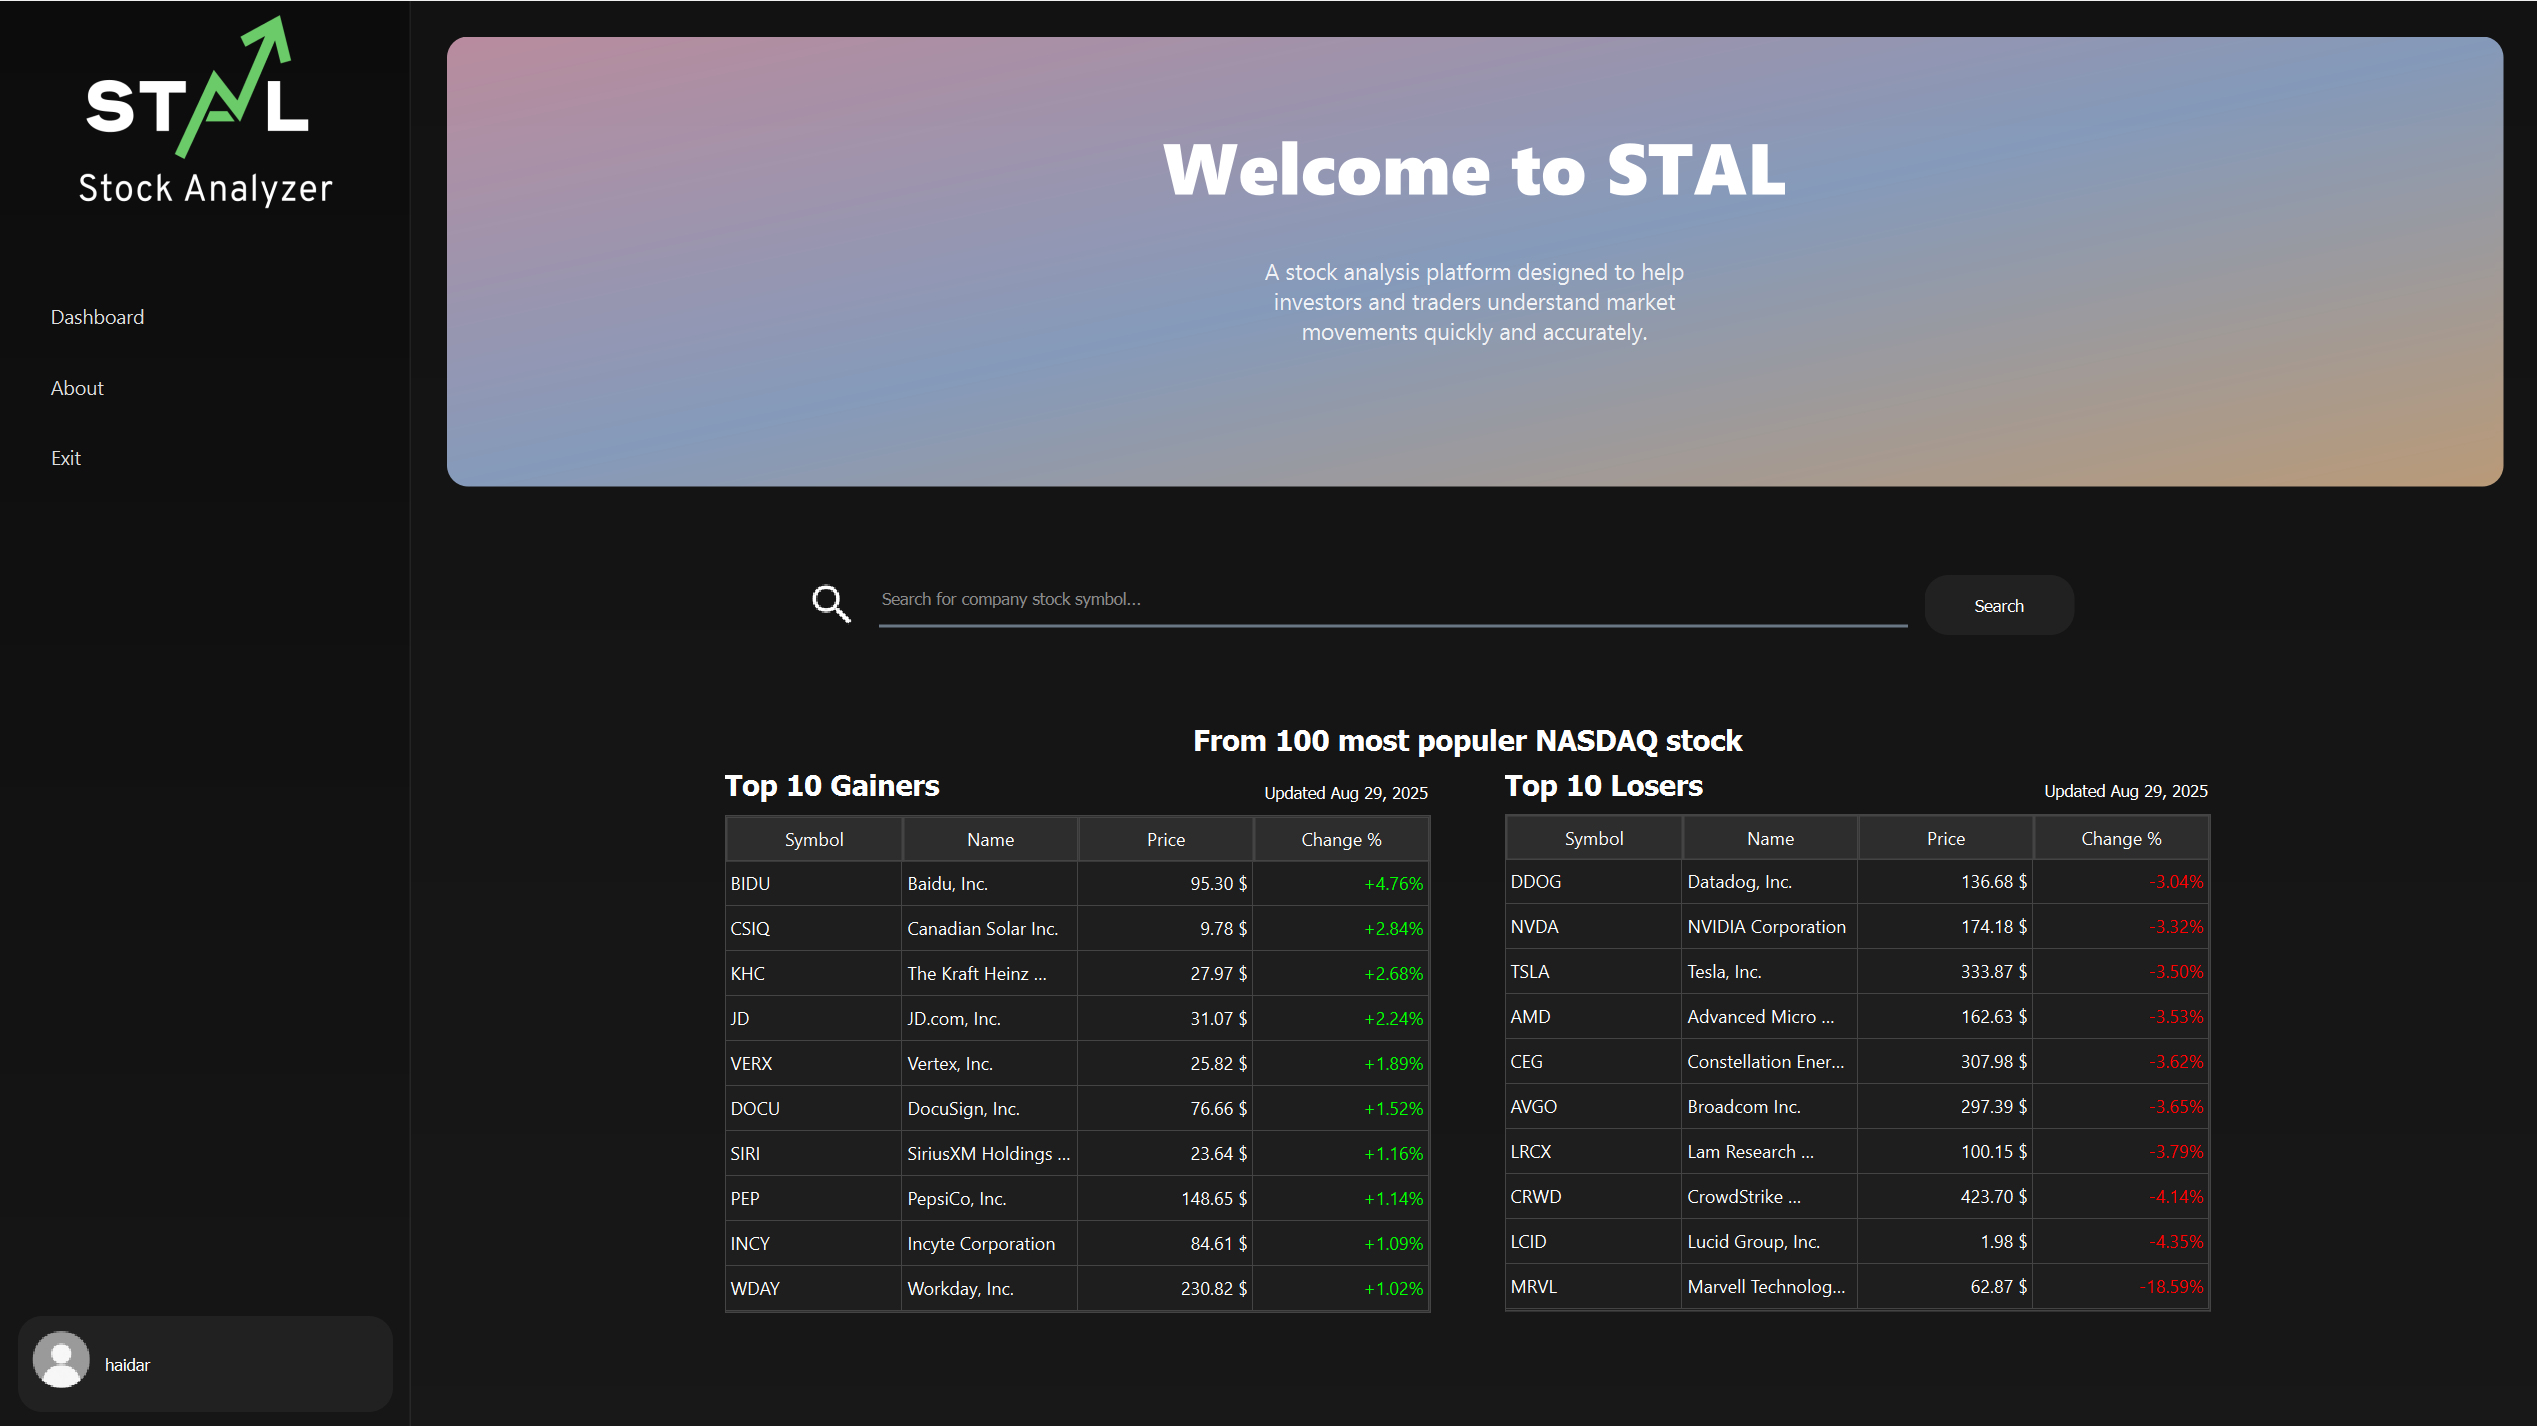 STAL
Stock Analyzer
Dashboard
About
Exit
haidar
Welcome to STAL
A stock analysis platform designed to help
investors and traders understand market
movements quickly and accurately.
Search for company stock symbol...
Search
From 100 most populer NASDAQ stock
Top 10 Gainers Updated Aug 29, 2025
Symbol Name Price Change %
BIDU Baidu, Inc. 95.30 $ +4.76%
CSIQ Canadian Solar Inc. 9.78 $ +2.84%
KHC The Kraft Heinz ... 27.97 $ +2.68%
JD JD.com, Inc. 31.07 $ +2.24%
VERX Vertex, Inc. 25.82 $ +1.89%
DOCU DocuSign, Inc. 76.66 $ +1.52%
SIRI SiriusXM Holdings ... 23.64 $ +1.16%
PEP PepsiCo, Inc. 148.65 $ +1.14%
INCY Incyte Corporation 84.61 $ +1.09%
WDAY Workday, Inc. 230.82 $ +1.02%
Top 10 Losers Updated Aug 29, 2025
Symbol Name Price Change %
DDOG Datadog, Inc. 136.68 $ -3.04%
NVDA NVIDIA Corporation 174.18 $ -3.32%
TSLA Tesla, Inc. 333.87 $ -3.50%
AMD Advanced Micro ... 162.63 $ -3.53%
CEG Constellation Ener... 307.98 $ -3.62%
AVGO Broadcom Inc. 297.39 $ -3.65%
LRCX Lam Research ... 100.15 $ -3.79%
CRWD CrowdStrike ... 423.70 $ -4.14%
LCID Lucid Group, Inc. 1.98 $ -4.35%
MRVL Marvell Technolog... 62.87 $ -18.59%